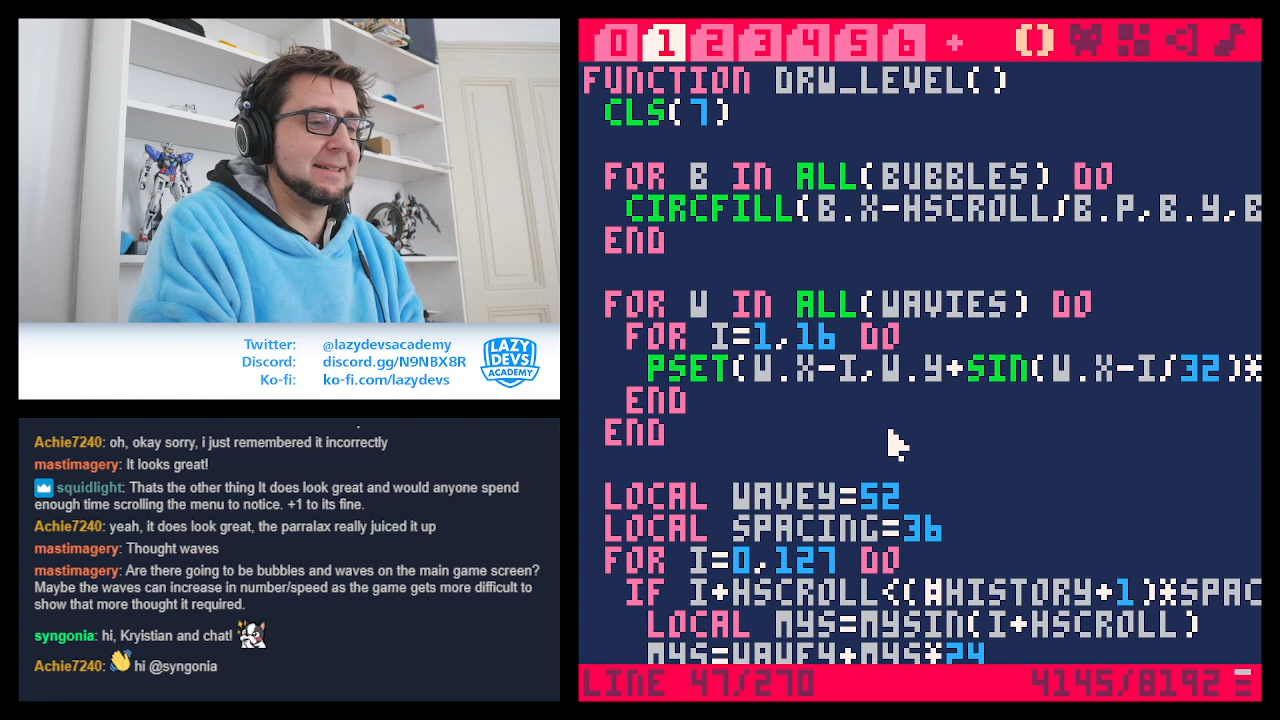 Twitter: @lazydevsacademy
Discord: discord.gg/N9NBX8R
Ko-fi: ko-fi.com/lazydevs
LAZY
DEVS
ACADEMY
Achie7240: oh, okay sorry, i just remembered it incorrectly
mastimagery: It looks great!
squidlight: Thats the other thing It does look great and would anyone spend
enough time scrolling the menu to notice. +1 to its fine.
Achie7240: yeah, it does look great, the parralax really juiced it up
mastimagery: Thought waves
mastimagery: Are there going to be bubbles and waves on the main game screen?
Maybe the waves can increase in number/speed as the game gets more difficult to
show that more thought it required.
syngonia: hi, Kryistian and chat!
Achie7240: hi @syngonia
0 1 2 3 4 5 6 + ()
FUNCTION DRW_LEVEL()
CLS(7)
FOR B IN ALL(BUBBLES) DO
CIRCFILL(B.X-HSCROLL/B.P,B.Y,B
END
FOR W IN ALL(WAVIES) DO
FOR I=1,16 DO
PSET(W.X-I,W.Y+SIN(W.X-I/32)*
END
END
LOCAL WAVEY=52
LOCAL SPACING=36
FOR I=0,127 DO
IF I+HSCROLL<(#HISTORY+1)*SPAC
LOCAL MYS=MYSIN(I+HSCROLL)
MYS=WAVEY+MYS*24
LINE 47/270 4145/8192